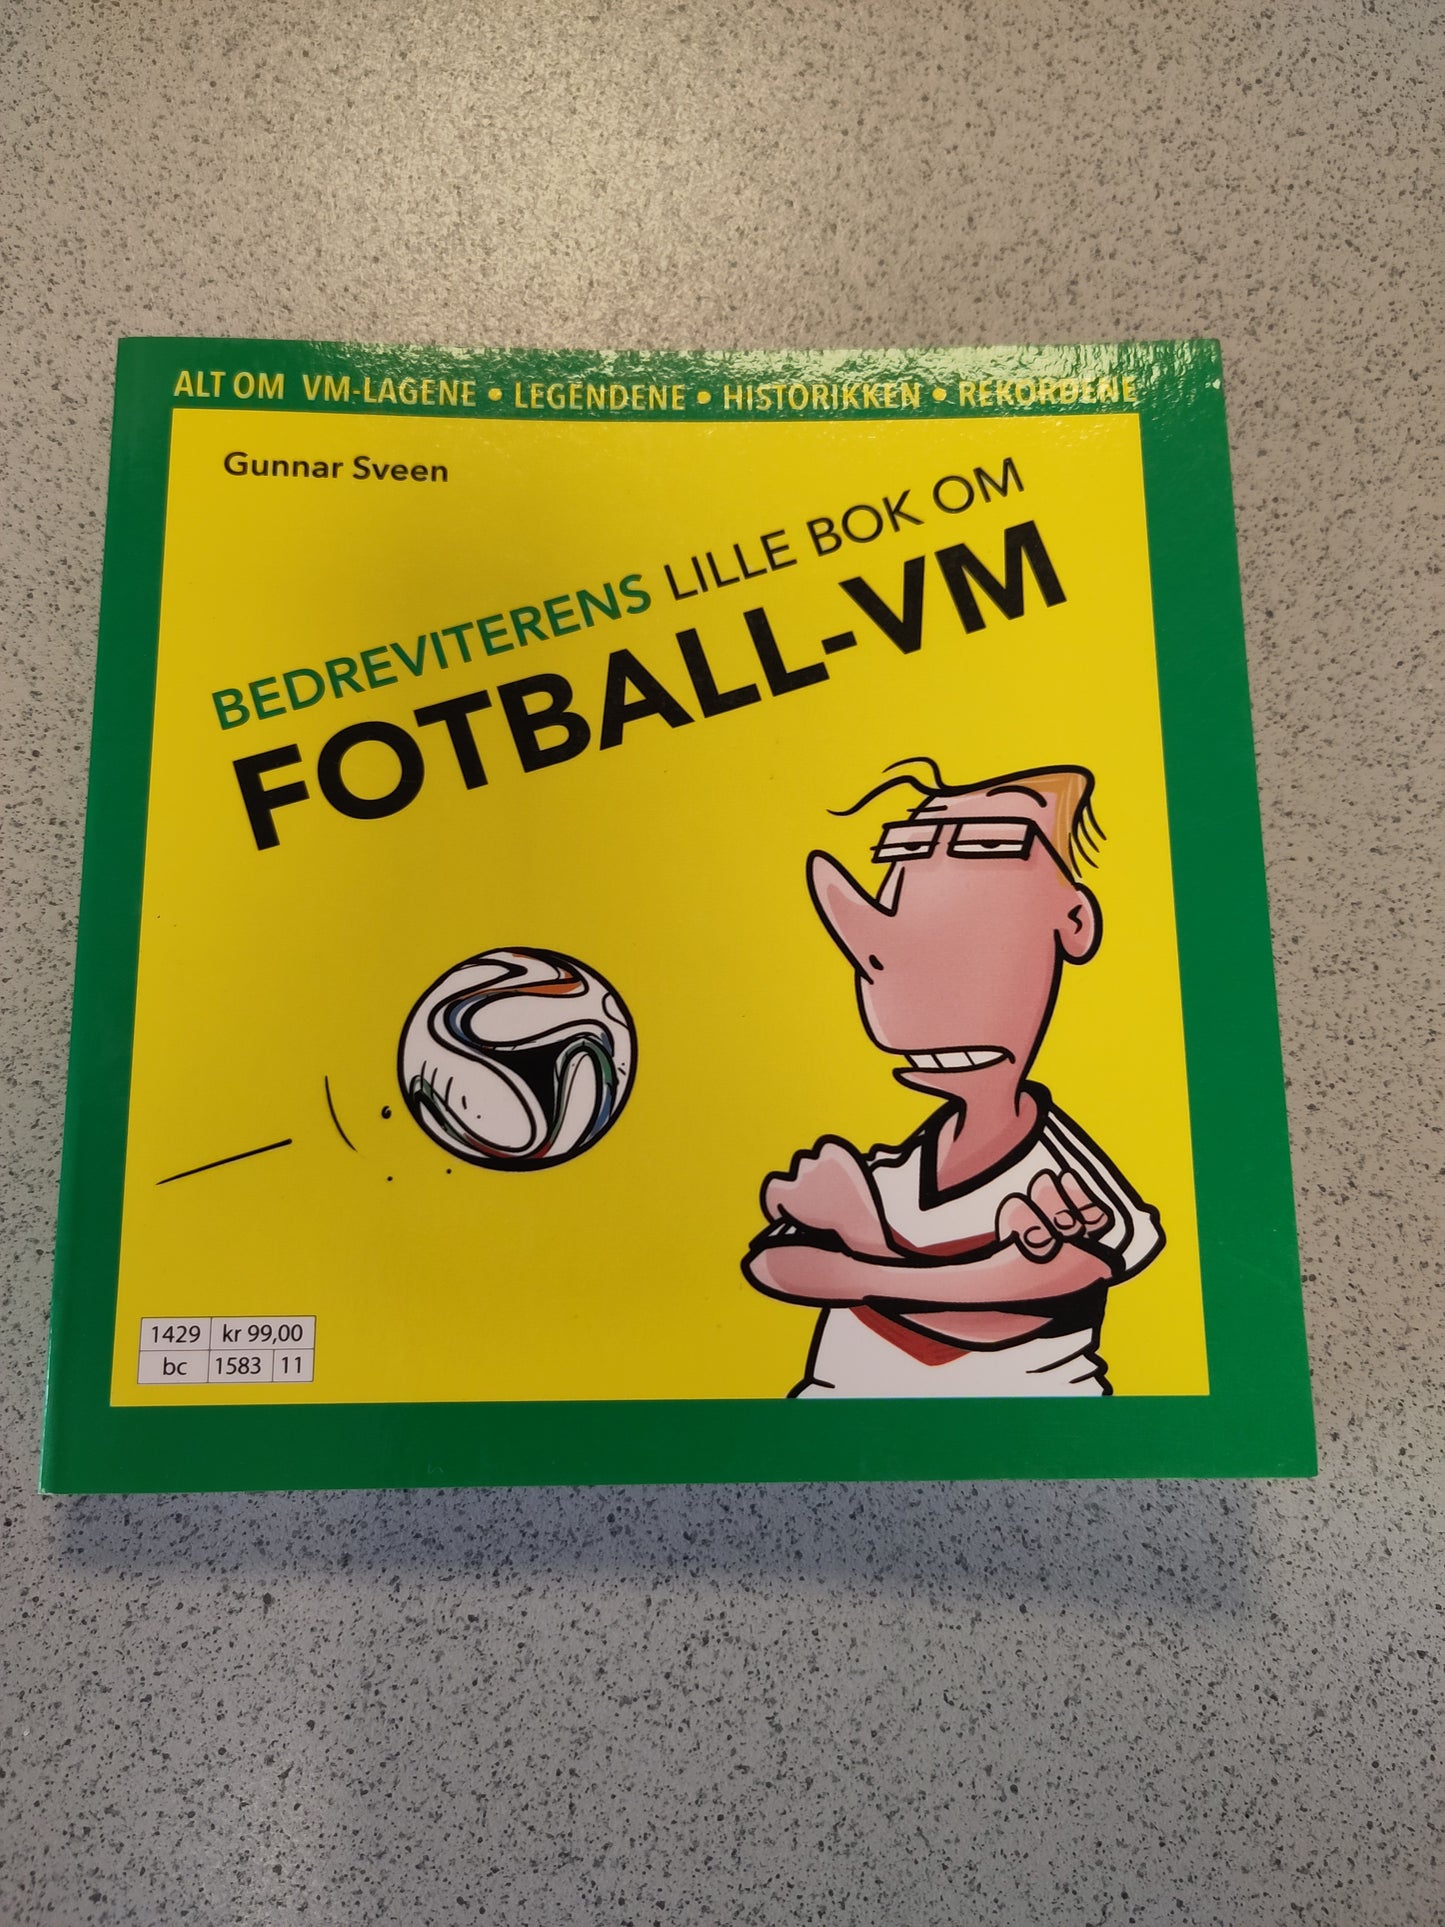 ALT OM VM-LAGENE • LEGENDENE • HISTORIKKEN • REKORDENE
Gunnar Sveen
BEDREVITERENS LILLE BOK OM
FOTBALL-VM
1429 kr 99,00
bc 1583 11